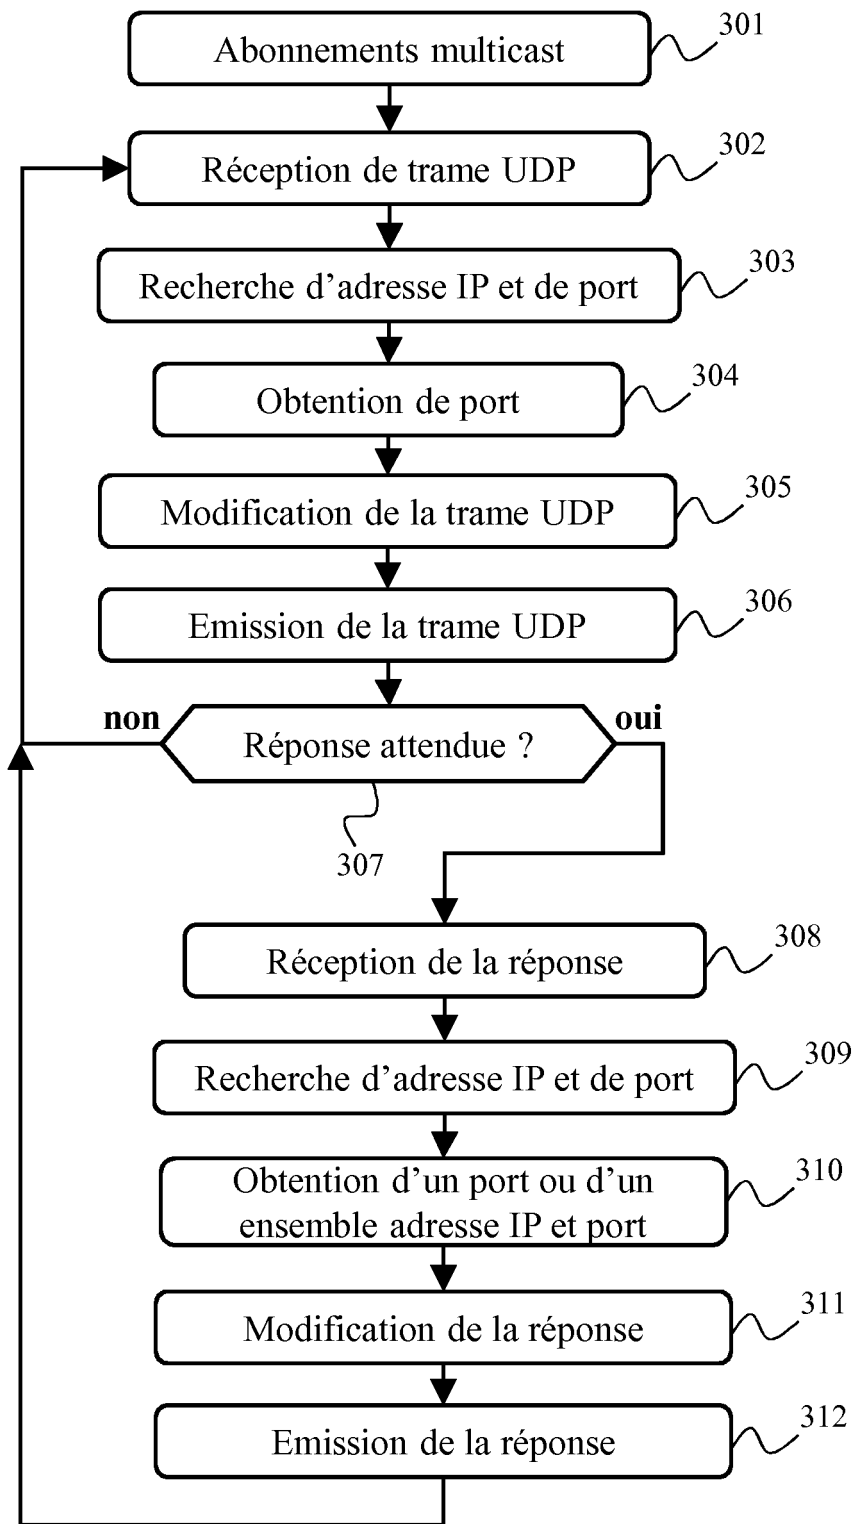 Abonnements multicast
301
Réception de trame UDP
302
Recherche d’adresse IP et de port
303
Obtention de port
304
Modification de la trame UDP
305
Emission de la trame UDP
306
non
Réponse attendue ?
oui
307
Réception de la réponse
308
Recherche d’adresse IP et de port
309
Obtention d’un port ou d’un
ensemble adresse IP et port
310
Modification de la réponse
311
Emission de la réponse
312